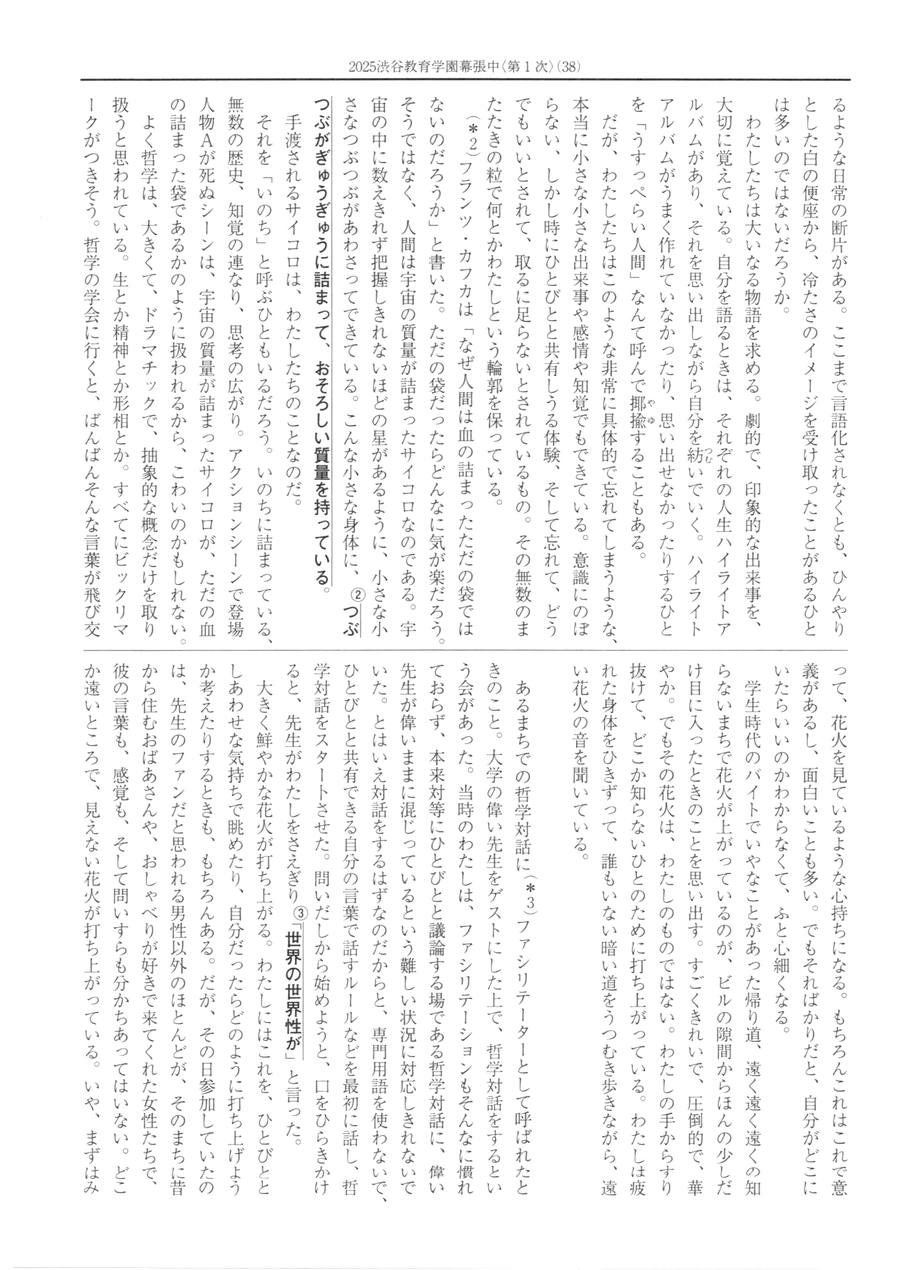 2025渋谷教育学園幕張中〈第1次〉(38)
るような日常の断片がある。ここまで言語化されなくとも、ひんやり
とした白の便座から、冷たさのイメージを受け取ったことがあるひと
は多いのではないだろうか。
わたしたちは大いなる物語を求める。劇的で、印象的な出来事を、
大切に覚えている。自分を語るときは、それぞれの人生ハイライトア
ルバムがあり、それを思い出しながら自分を紡いでいく。ハイライト
アルバムがうまく作れていなかったり、思い出せなかったりするひと
を「うすっぺらい人間」なんて呼んで揶揄することもある。
だが、わたしたちはこのような非常に具体的で忘れてしまうような、
本当に小さな小さな出来事や感情や知覚でもできている。意識にのぼ
らない、しかし時にひとびとと共有しうる体験、そして忘れて、どう
でもいいとされて、取るに足らないとされているもの。その無数のま
たたきの粒で何とかわたしという輪郭を保っている。
(*2)フランツ・カフカは「なぜ人間は血の詰まったただの袋では
ないのだろうか」と書いた。ただの袋だったらどんなに気が楽だろう。
そうではなく、人間は宇宙の質量が詰まったサイコロなのである。宇
宙の中に数えきれず把握しきれないほどの星があるように、小さな小
さなつぶつぶがあわさってできている。こんな小さな身体に、②つぶ
つぶがぎゅうぎゅうに詰まって、おそろしい質量を持っている。
手渡されるサイコロは、わたしたちのことなのだ。
それを「いのち」と呼ぶひともいるだろう。いのちに詰まっている、
無数の歴史、知覚の連なり、思考の広がり。アクションシーンで登場
人物Aが死ぬシーンは、宇宙の質量が詰まったサイコロが、ただの血
の詰まった袋であるかのように扱われるから、こわいのかもしれない。
よく哲学は、大きくて、ドラマチックで、抽象的な概念だけを取り
扱うと思われている。生とか精神とか形相とか。すべてにビックリマ
ークがつきそう。哲学の学会に行くと、ばんばんそんな言葉が飛び交
って、花火を見ているような心持ちになる。もちろんこれはこれで意
義があるし、面白いことも多い。でもそればかりだと、自分がどこに
いたらいいのかわからなくて、ふと心細くなる。
学生時代のバイトでいやなことがあった帰り道、遠く遠く遠くの知
らないまちで花火が上がっているのが、ビルの隙間からほんの少しだ
け目に入ったときのことを思い出す。すごくきれいで、圧倒的で、華
やか。でもその花火は、わたしのものではない。わたしの手からすり
抜けて、どこか知らないひとのために打ち上がっている。わたしは疲
れた身体をひきずって、誰もいない暗い道をうつむき歩きながら、遠
い花火の音を聞いている。
あるまちでの哲学対話に(*3)ファシリテーターとして呼ばれたと
きのこと。大学の偉い先生をゲストにした上で、哲学対話をするとい
う会があった。当時のわたしは、ファシリテーションもそんなに慣れ
ておらず、本来対等にひとびとと議論する場である哲学対話に、偉い
先生が偉いままに混じっているという難しい状況に対応しきれないで
いた。とはいえ対話をするはずなのだからと、専門用語を使わないで、
ひとびとと共有できる自分の言葉で話すルールなどを最初に話し、哲
学対話をスタートさせた。問いだしから始めようと、口をひらきかけ
ると、先生がわたしをさえぎり③「世界の世界性が」と言った。
大きく鮮やかな花火が打ち上がる。わたしにはこれを、ひとびとと
しあわせな気持ちで眺めたり、自分だったらどのように打ち上げよう
か考えたりするときも、もちろんある。だが、その日参加していたの
は、先生のファンだと思われる男性以外のほとんどが、そのまちに昔
から住むおばあさんや、おしゃべりが好きで来てくれた女性たちで、
彼の言葉も、感覚も、そして問いすらも分かちあってはいない。どこ
か遠いところで、見えない花火が打ち上がっている。いや、まずはみ